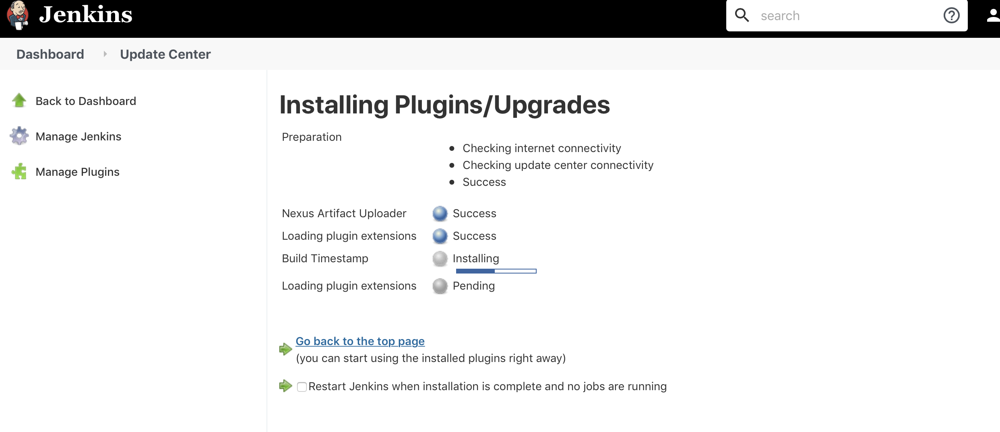 Jenkins
search
Dashboard Update Center
Back to Dashboard
Manage Jenkins
Manage Plugins
Installing Plugins/Upgrades
Preparation
Checking internet connectivity
Checking update center connectivity
Success
Nexus Artifact Uploader Success
Loading plugin extensions Success
Build Timestamp Installing
Loading plugin extensions Pending
Go back to the top page
(you can start using the installed plugins right away)
Restart Jenkins when installation is complete and no jobs are running